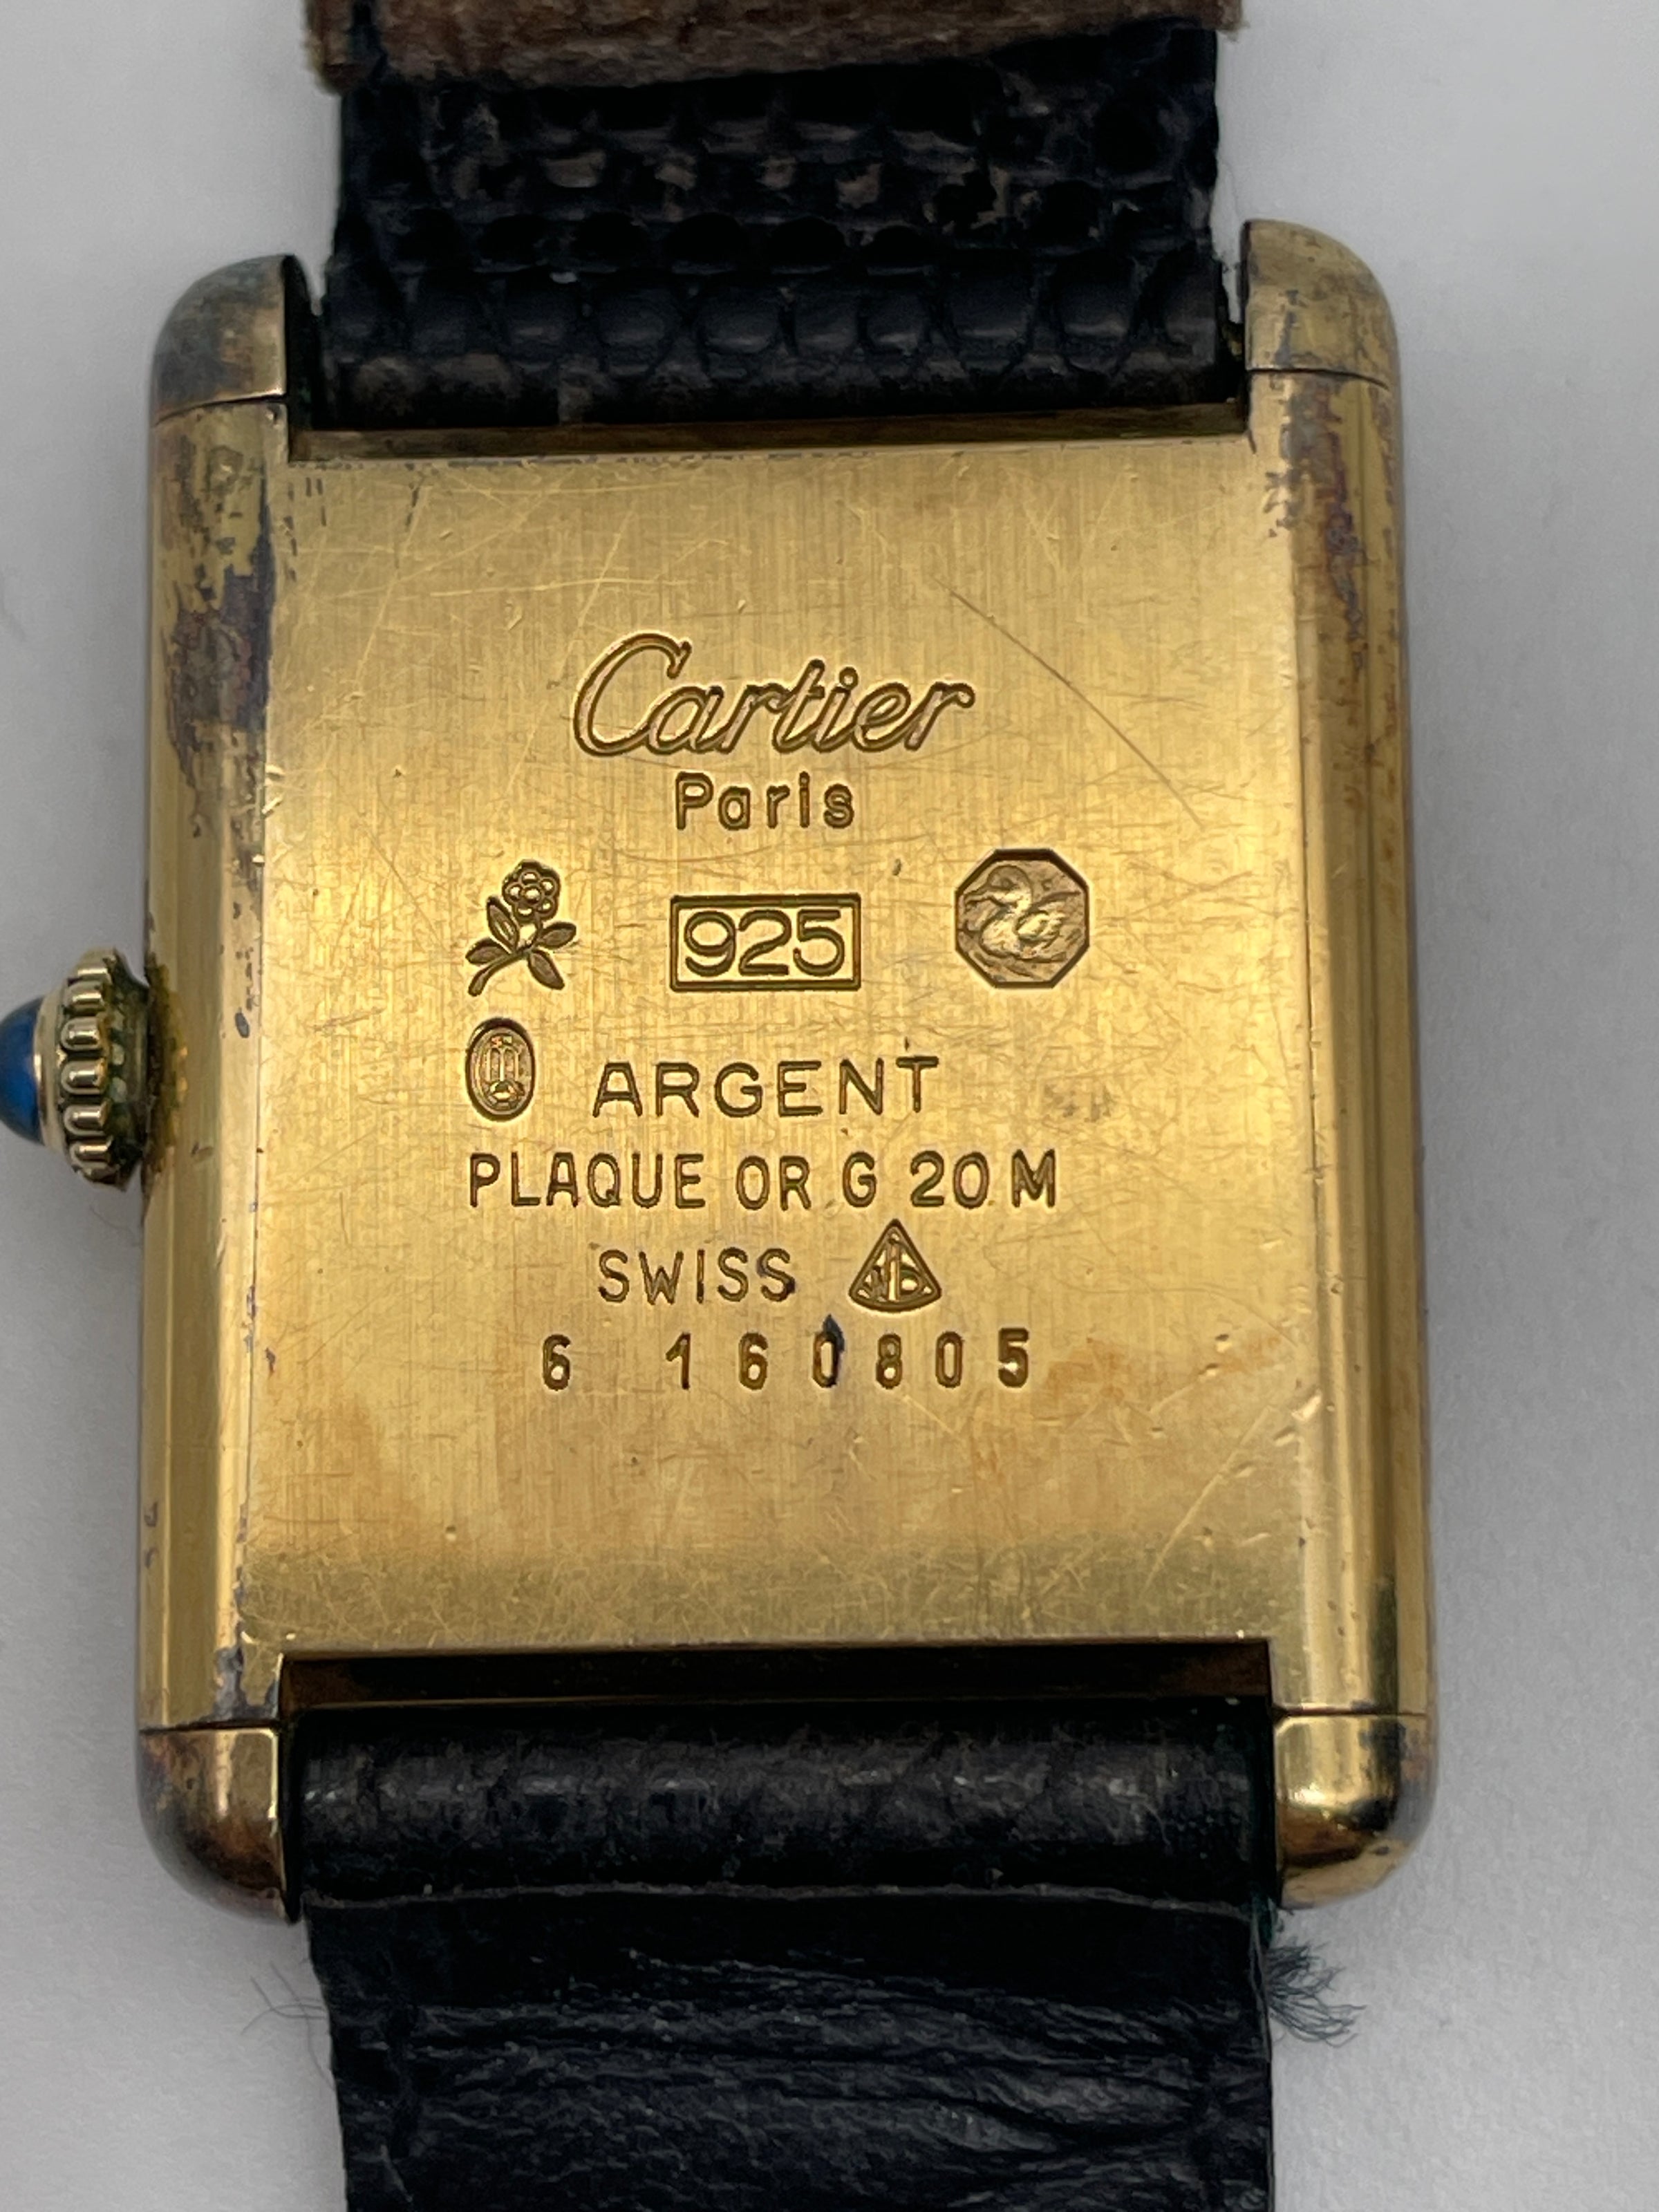 Cartier
Paris
925
ARGENT
PLAQUE OR G 20 M
SWISS
6 160805